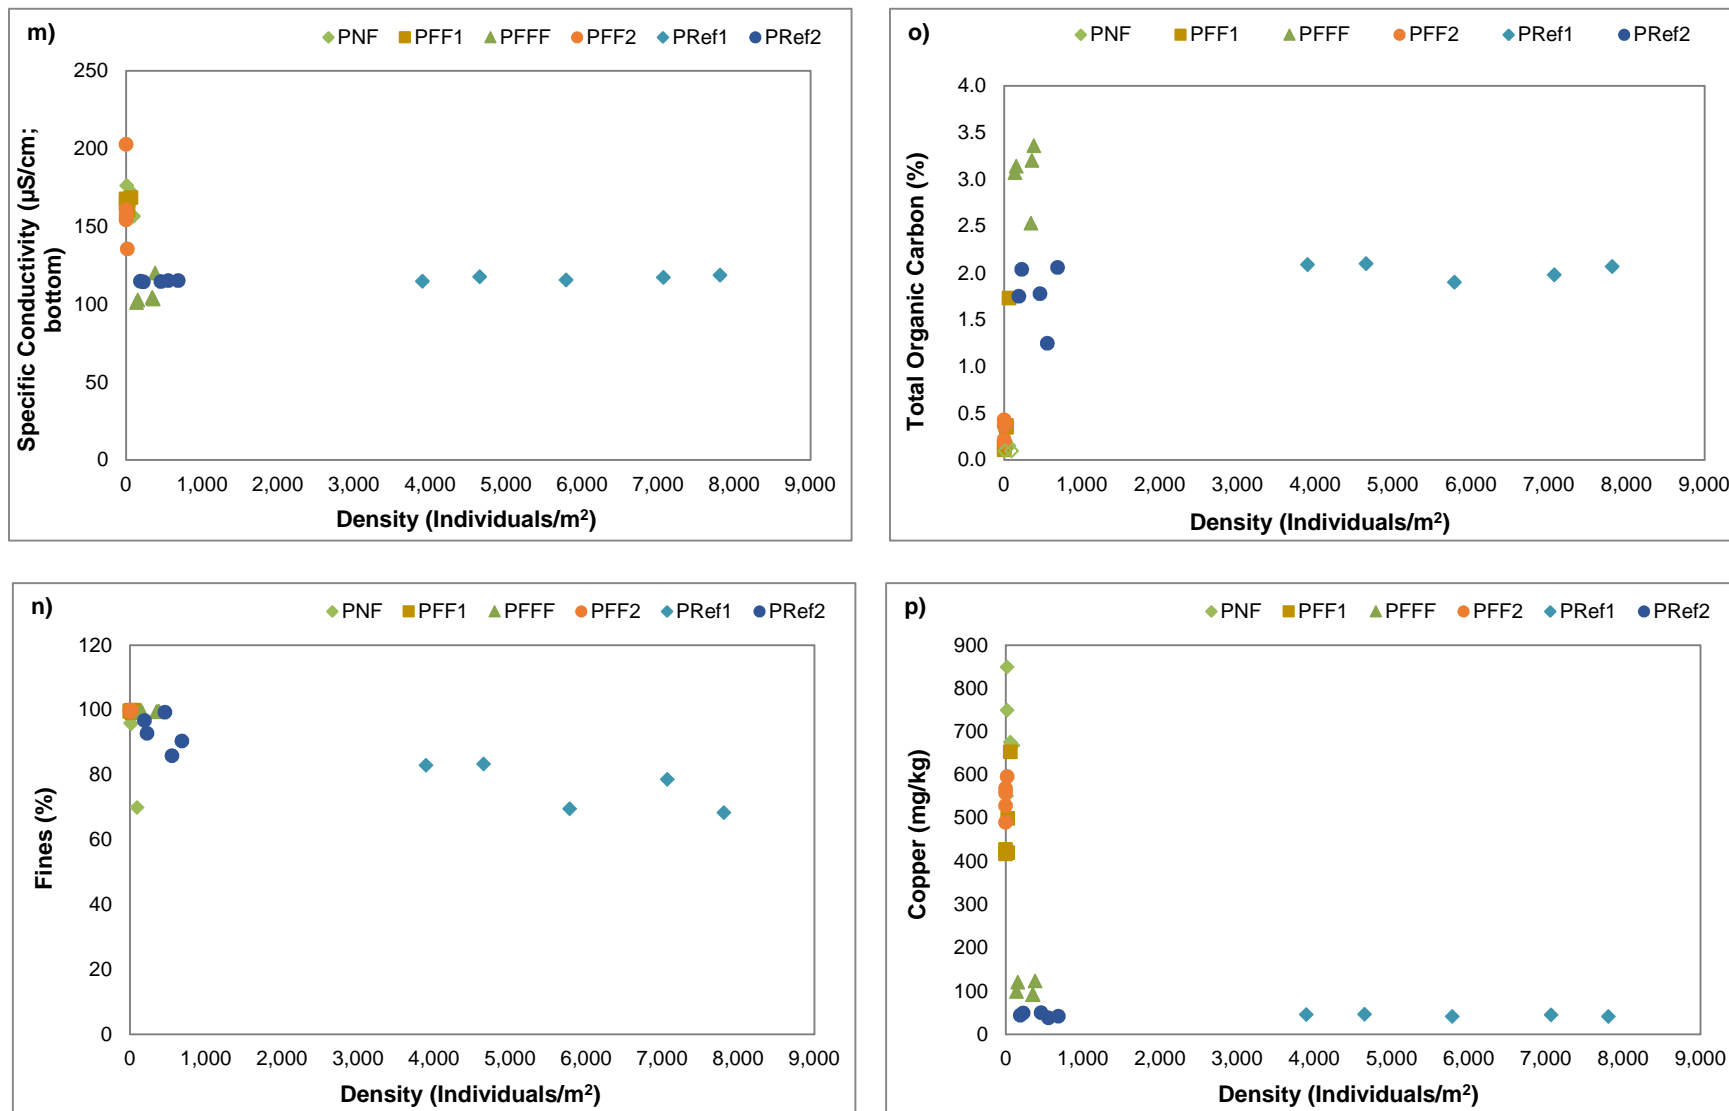 m)
PNF PFF1 PFFF PFF2 PRef1 PRef2
250
200
150
100
50
0
0 1,000 2,000 3,000 4,000 5,000 6,000 7,000 8,000 9,000
Specific Conductivity (µS/cm;
bottom)
Density (Individuals/m²)
o)
PNF PFF1 PFFF PFF2 PRef1 PRef2
4.0
3.5
3.0
2.5
2.0
1.5
1.0
0.5
0.0
0 1,000 2,000 3,000 4,000 5,000 6,000 7,000 8,000 9,000
Total Organic Carbon (%)
Density (Individuals/m²)
n)
PNF PFF1 PFFF PFF2 PRef1 PRef2
120
100
80
60
40
20
0
0 1,000 2,000 3,000 4,000 5,000 6,000 7,000 8,000 9,000
Fines (%)
Density (Individuals/m²)
p)
PNF PFF1 PFFF PFF2 PRef1 PRef2
900
800
700
600
500
400
300
200
100
0
0 1,000 2,000 3,000 4,000 5,000 6,000 7,000 8,000 9,000
Copper (mg/kg)
Density (Individuals/m²)